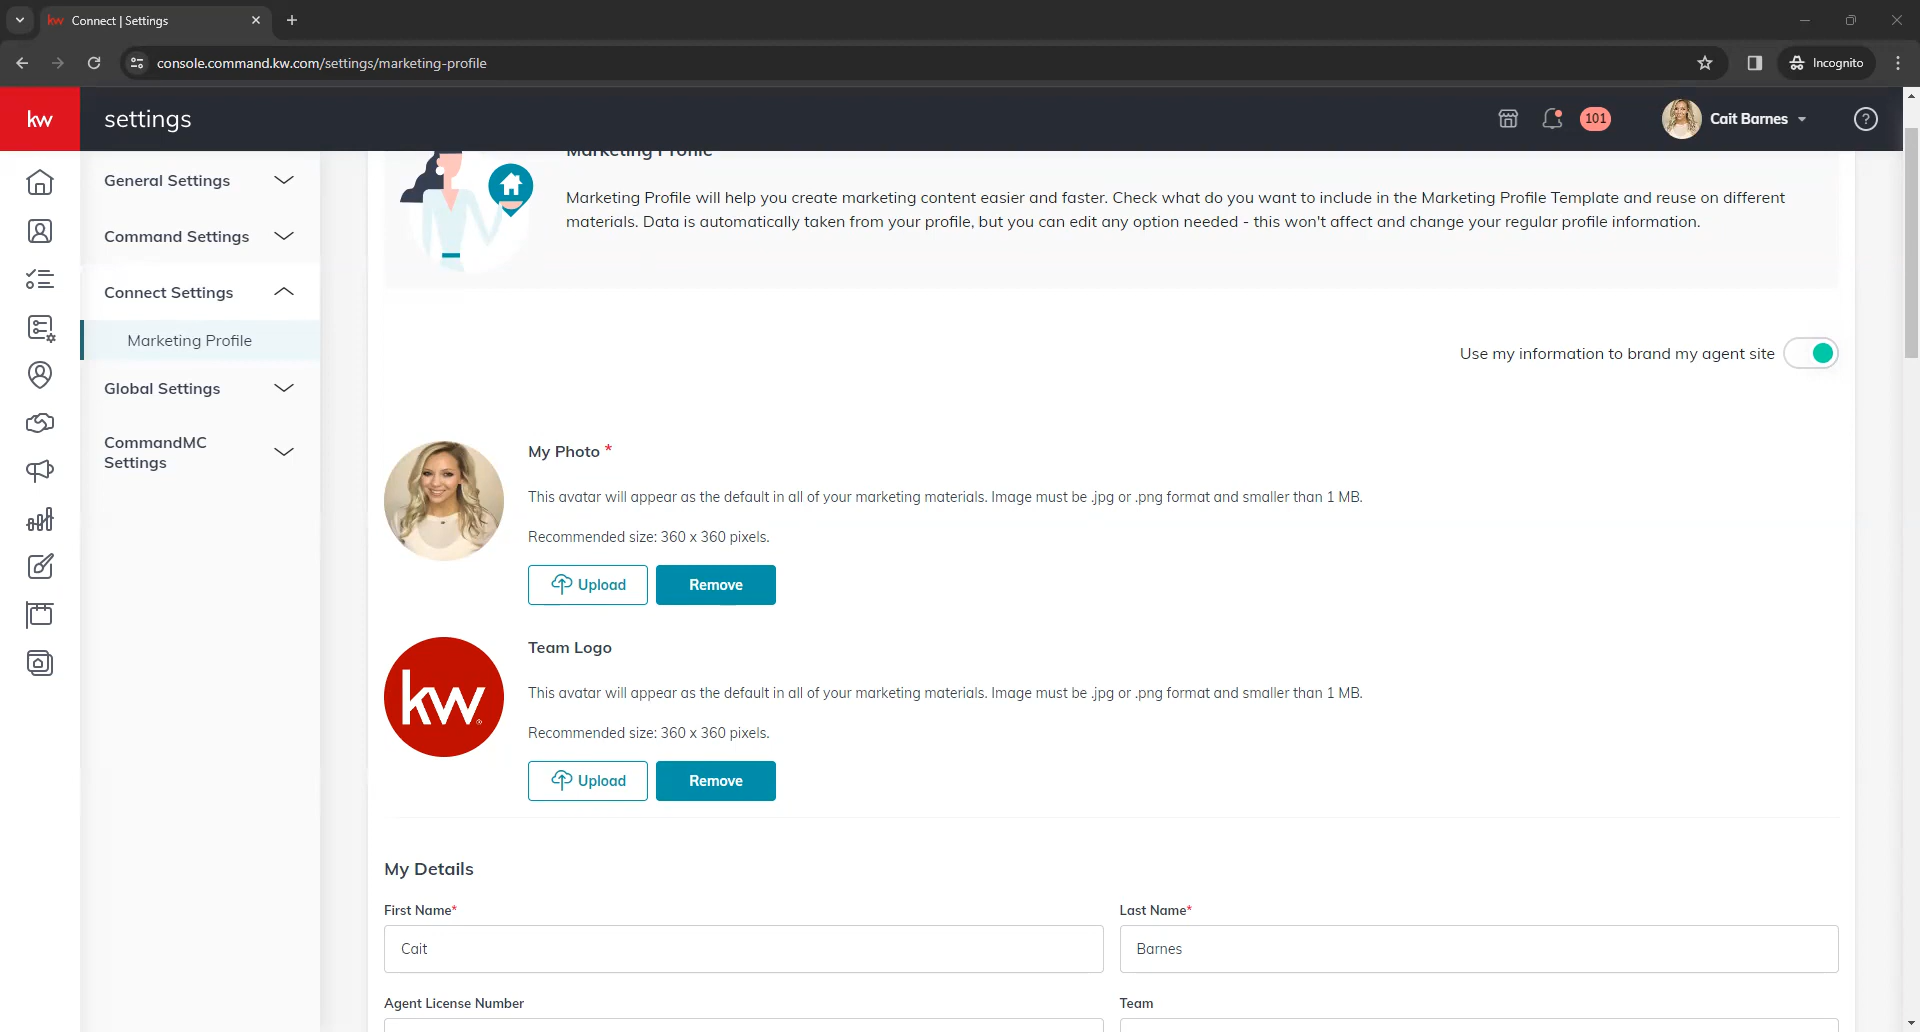 kw Connect | Settings
console.command.kw.com/settings/marketing-profile
Incognito
kw
settings
101
Cait Barnes
?
General Settings
Command Settings
Connect Settings
Marketing Profile
Global Settings
CommandMC
Settings
Marketing Profile
Marketing Profile will help you create marketing content easier and faster. Check what do you want to include in the Marketing Profile Template and reuse on different
materials. Data is automatically taken from your profile, but you can edit any option needed - this won't affect and change your regular profile information.
Use my information to brand my agent site
My Photo *
This avatar will appear as the default in all of your marketing materials. Image must be .jpg or .png format and smaller than 1 MB.
Recommended size: 360 x 360 pixels.
Upload
Remove
kw®
Team Logo
This avatar will appear as the default in all of your marketing materials. Image must be .jpg or .png format and smaller than 1 MB.
Recommended size: 360 x 360 pixels.
Upload
Remove
My Details
First Name*
Last Name*
Cait
Barnes
Agent License Number
Team